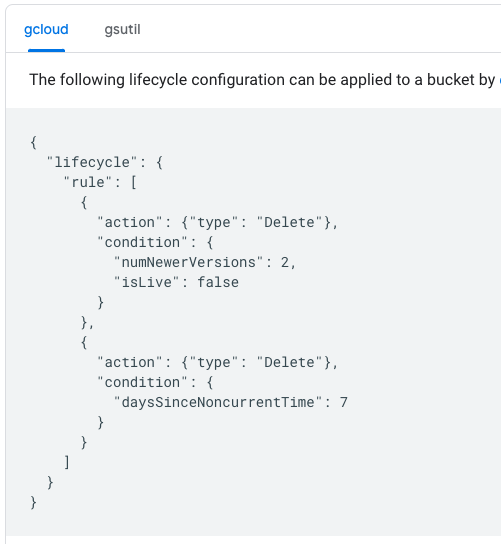 gcloud gsutil
The following lifecycle configuration can be applied to a bucket by
{
  "lifecycle": {
    "rule": [
      {
        "action": {"type": "Delete"},
        "condition": {
          "numNewerVersions": 2,
          "isLive": false
        }
      },
      {
        "action": {"type": "Delete"},
        "condition": {
          "daysSinceNoncurrentTime": 7
        }
      }
    ]
  }
}